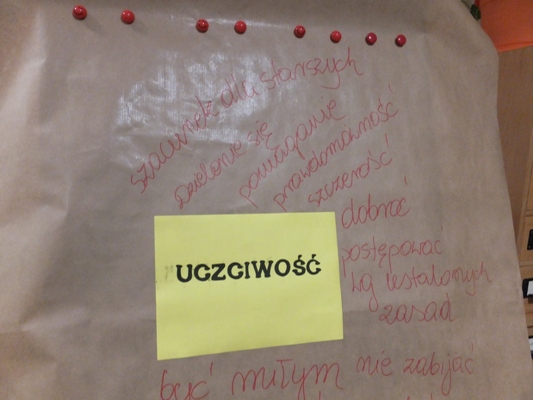 szacunek dla starszych
dzielenie się
pomaganie
prawdomówność
szczerość
dobroć
postępować
wg ustalonych
zasad
UCZCIWOŚĆ
być miłym nie zabijać